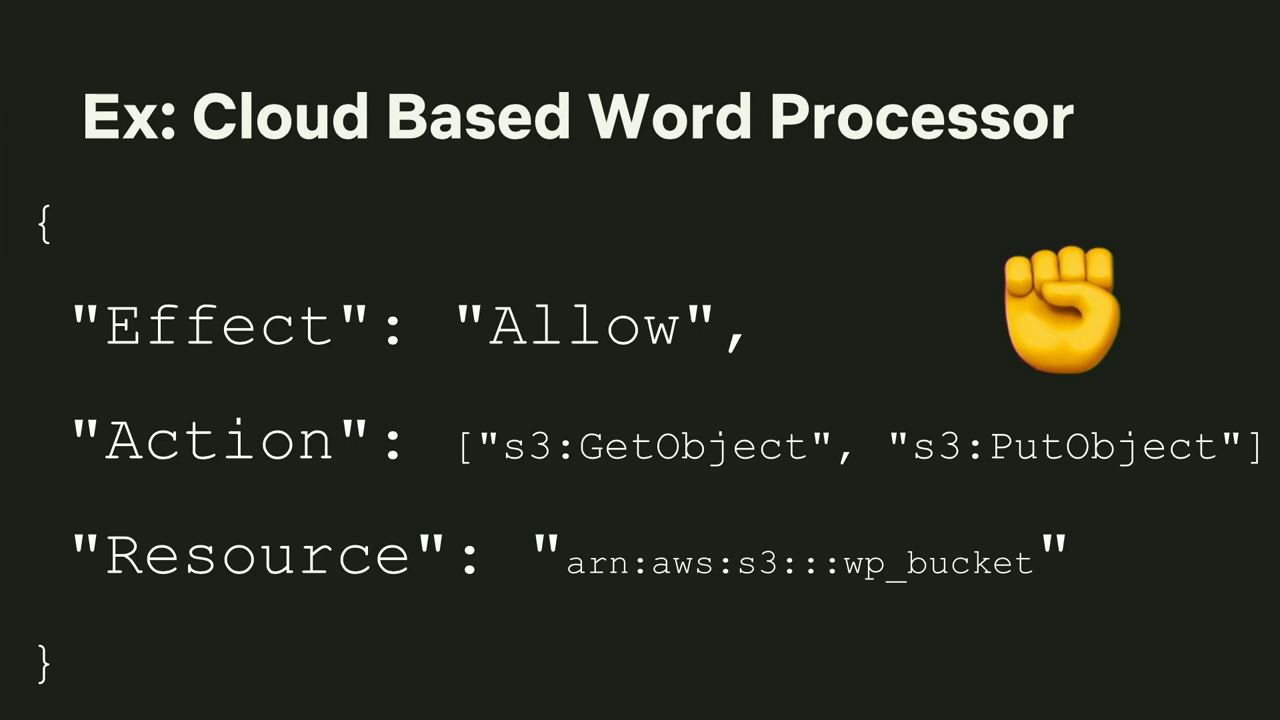 Ex: Cloud Based Word Processor
{
"Effect": "Allow",
"Action": ["s3:GetObject", "s3:PutObject"]
"Resource": "arn:aws:s3:::wp_bucket"
}